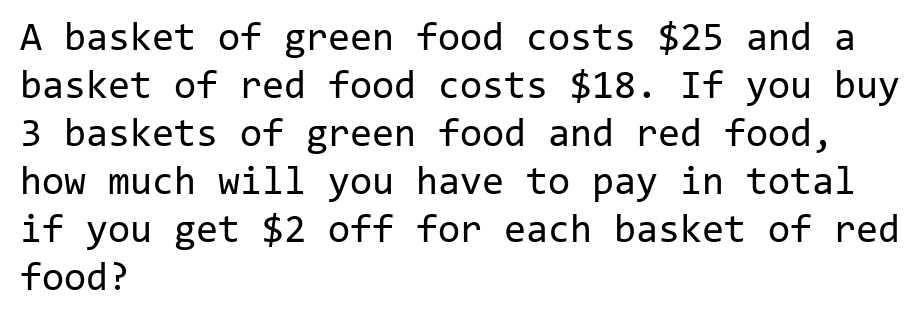 A basket of green food costs $25 and a
basket of red food costs $18. If you buy
3 baskets of green food and red food,
how much will you have to pay in total
if you get $2 off for each basket of red
food?